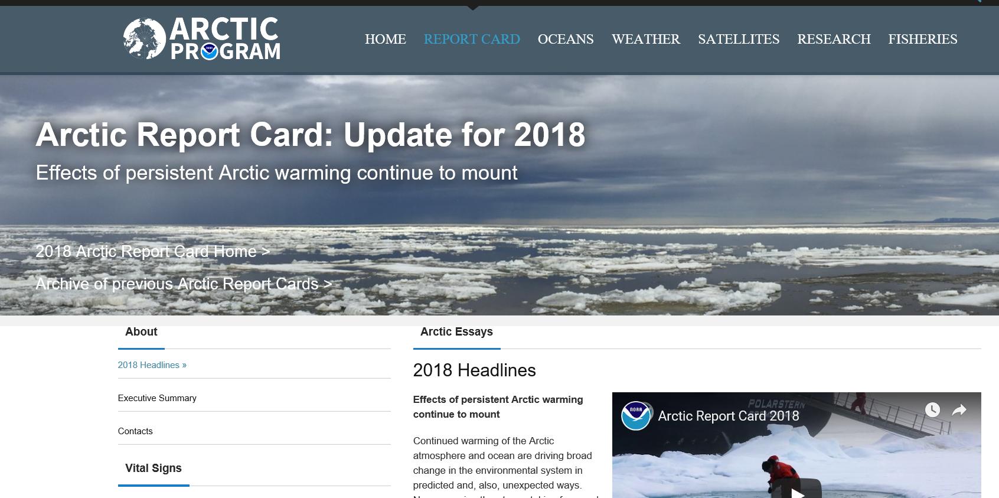 ARCTIC
PROGRAM
NOAA
HOME REPORT CARD OCEANS WEATHER SATELLITES RESEARCH FISHERIES
Arctic Report Card: Update for 2018
Effects of persistent Arctic warming continue to mount
2018 Arctic Report Card Home >
Archive of previous Arctic Report Cards >
About
2018 Headlines »
Executive Summary
Contacts
Vital Signs
Arctic Essays
2018 Headlines
Effects of persistent Arctic warming
continue to mount
Continued warming of the Arctic
atmosphere and ocean are driving broad
change in the environmental system in
predicted and, also, unexpected ways.
NOAA
Arctic Report Card 2018
POLARSTERN